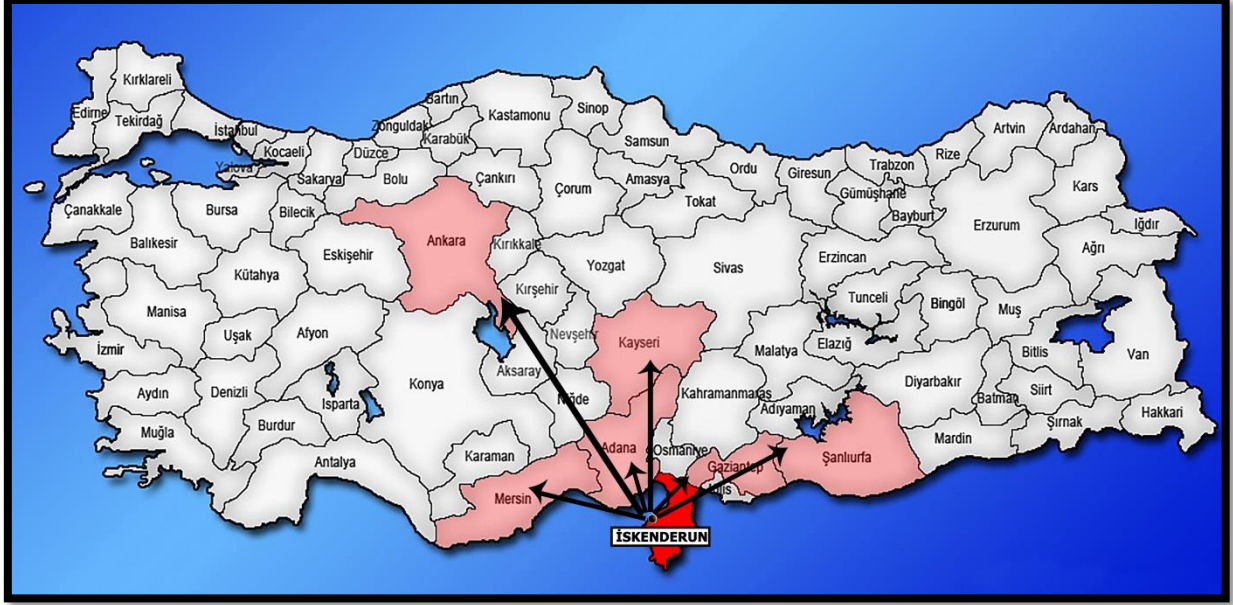 Kırklareli
Edirne
Tekirdağ
İstanbul
Kocaeli
Yalova
Sakarya
Düzce
Bolu
Zonguldak
Bartın
Karabük
Kastamonu
Sinop
Samsun
Çankırı
Çorum
Amasya
Tokat
Ordu
Giresun
Trabzon
Rize
Artvin
Ardahan
Gümüşhane
Bayburt
Kars
Iğdır
Erzurum
Ağrı
Çanakkale
Bursa
Bilecik
Balıkesir
Eskişehir
Ankara
Kırıkkale
Yozgat
Sivas
Erzincan
Kütahya
Kırşehir
Tunceli
Bingöl
Muş
Manisa
Uşak
Afyon
Nevşehir
Kayseri
Malatya
Elazığ
Bitlis
Van
İzmir
Aksaray
Konya
Aydın
Denizli
Isparta
Niğde
Kahramanmaraş
Adıyaman
Diyarbakır
Batman
Siirt
Şırnak
Hakkari
Muğla
Burdur
Antalya
Karaman
Adana
Osmaniye
Gaziantep
Şanlıurfa
Mardin
Mersin
İSKENDERUN